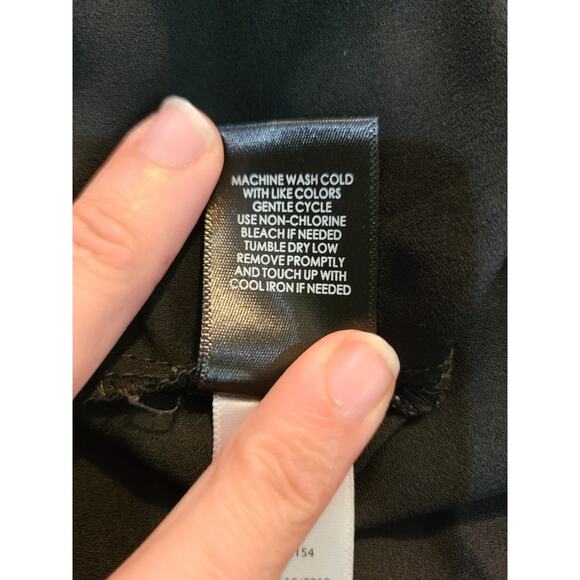 MACHINE WASH COLD
WITH LIKE COLORS
GENTLE CYCLE
USE NON-CHLORINE
BLEACH IF NEEDED
TUMBLE DRY LOW
REMOVE PROMPTLY
AND TOUCH UP WITH
COOL IRON IF NEEDED
154